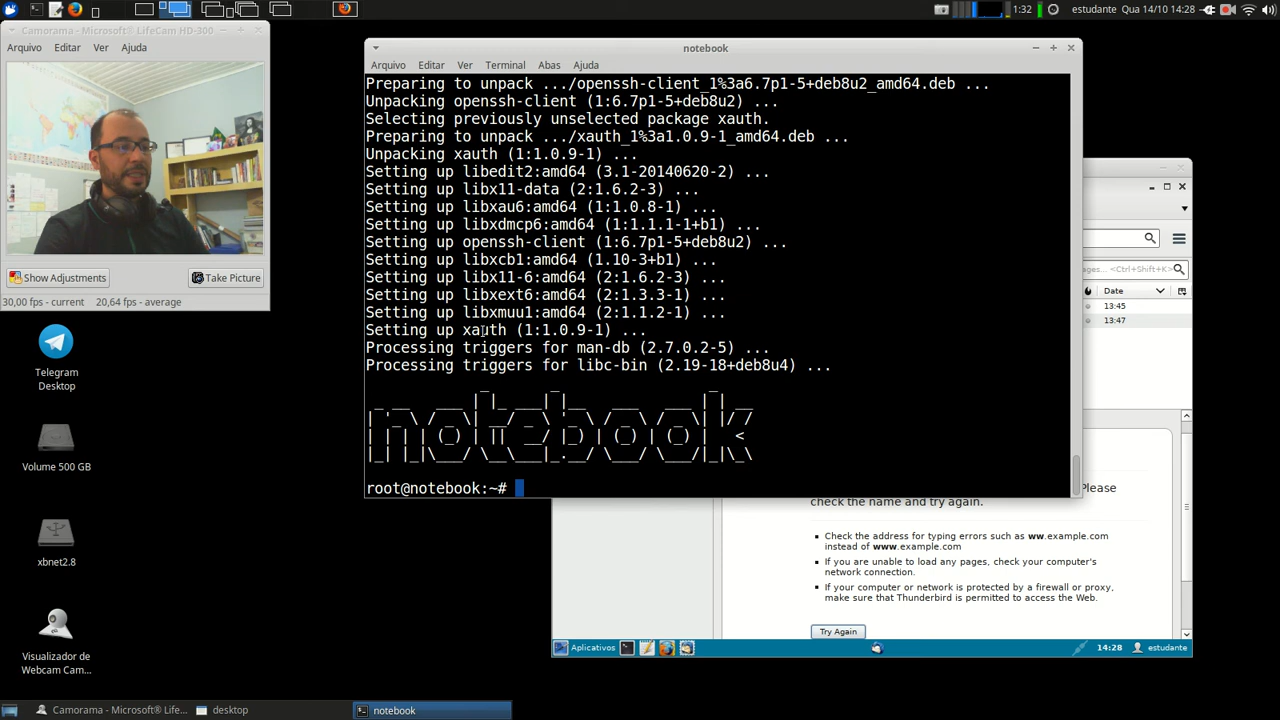 1:32 estudante Qua 14/10 14:28
Camorama - Microsoft® LifeCam HD-300
Arquivo Editar Ver Ajuda
Show Adjustments Take Picture
30,00 fps - current 20,64 fps - average
Telegram
Desktop
Volume 500 GB
xbnet2.8
Visualizador de
Webcam Cam...
notebook
Arquivo Editar Ver Terminal Abas Ajuda
Preparing to unpack .../openssh-client_1%3a6.7p1-5+deb8u2_amd64.deb ...
Unpacking openssh-client (1:6.7p1-5+deb8u2) ...
Selecting previously unselected package xauth.
Preparing to unpack .../xauth_1%3a1.0.9-1_amd64.deb ...
Unpacking xauth (1:1.0.9-1) ...
Setting up libedit2:amd64 (3.1-20140620-2) ...
Setting up libx11-data (2:1.6.2-3) ...
Setting up libxau6:amd64 (1:1.0.8-1) ...
Setting up libxdmcp6:amd64 (1:1.1.1-1+b1) ...
Setting up openssh-client (1:6.7p1-5+deb8u2) ...
Setting up libxcb1:amd64 (1.10-3+b1) ...
Setting up libx11-6:amd64 (2:1.6.2-3) ...
Setting up libxext6:amd64 (2:1.3.3-1) ...
Setting up libxmuu1:amd64 (2:1.1.2-1) ...
Setting up xauth (1:1.0.9-1) ...
Processing triggers for man-db (2.7.0.2-5) ...
Processing triggers for libc-bin (2.19-18+deb8u4) ...
notebook
root@notebook:~#
ges... <Ctrl+Shift+K>
Date
13:45
13:47
Please
check the name and try again.
Check the address for typing errors such as ww.example.com
instead of www.example.com
If you are unable to load any pages, check your computer's
network connection.
If your computer or network is protected by a firewall or proxy,
make sure that Thunderbird is permitted to access the Web.
Try Again
Aplicativos 14:28 estudante
Camorama - Microsoft® LifeCa... desktop notebook